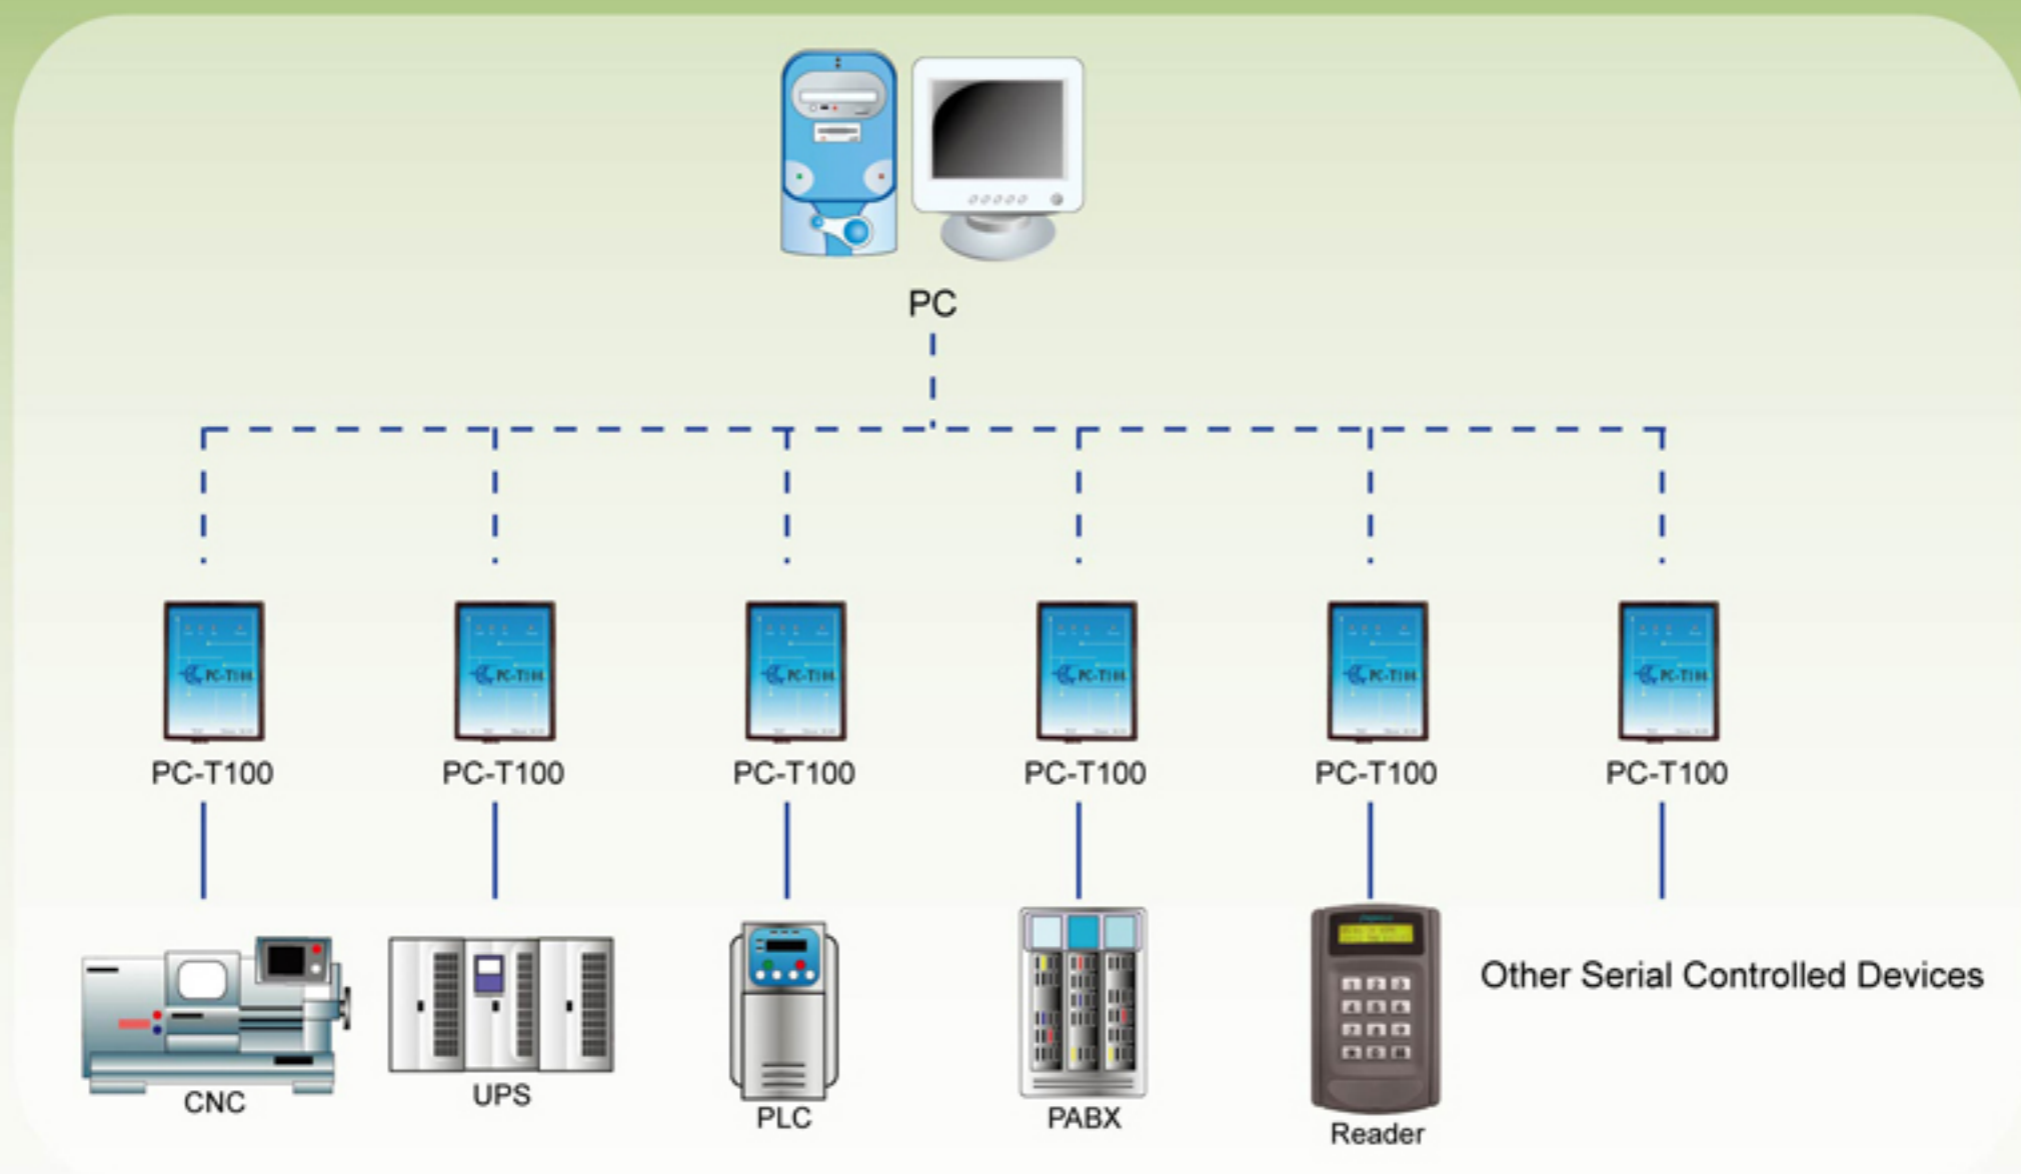 PC
PC-T100 PC-T100 PC-T100 PC-T100 PC-T100 PC-T100
CNC
UPS
PLC
PABX
Reader
Other Serial Controlled Devices